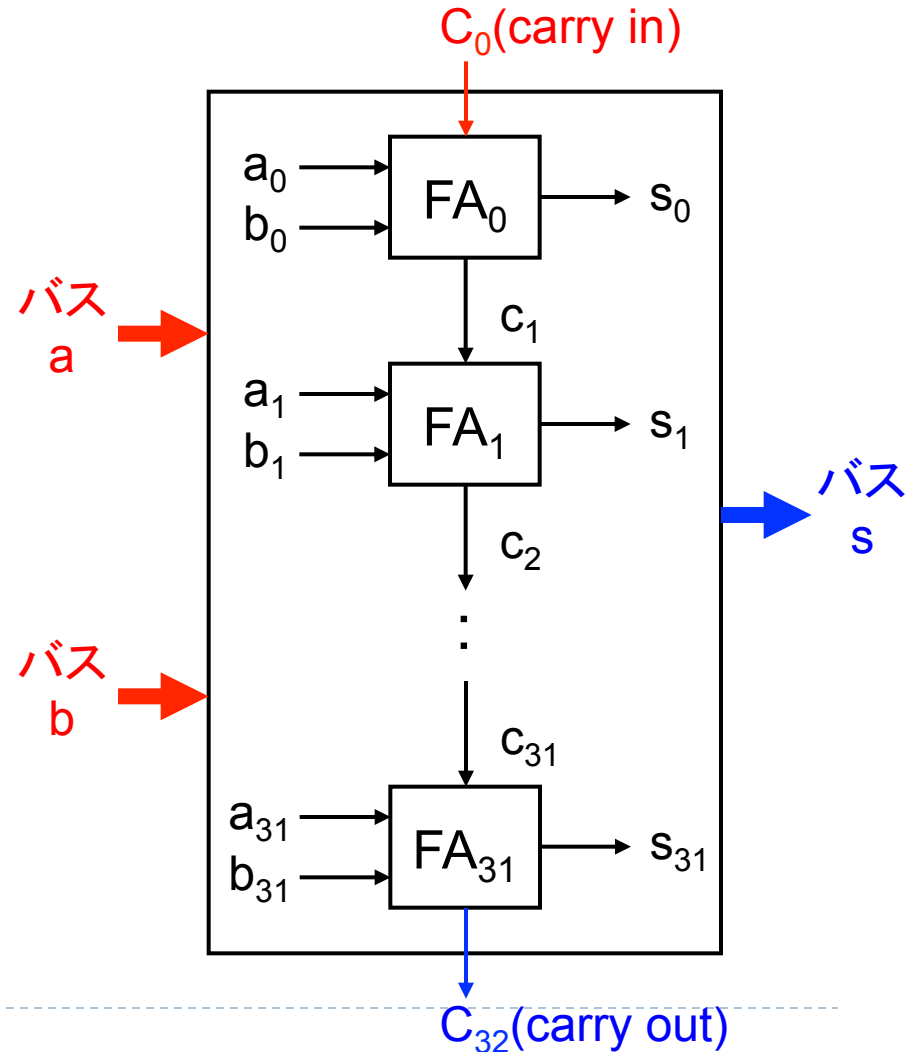 C₀(carry in)
a₀
b₀
FA₀
s₀
バス
a
c₁
a₁
b₁
FA₁
s₁
バス
s
c₂
⋮
バス
b
c₃₁
a₃₁
b₃₁
FA₃₁
s₃₁
C₃₂(carry out)